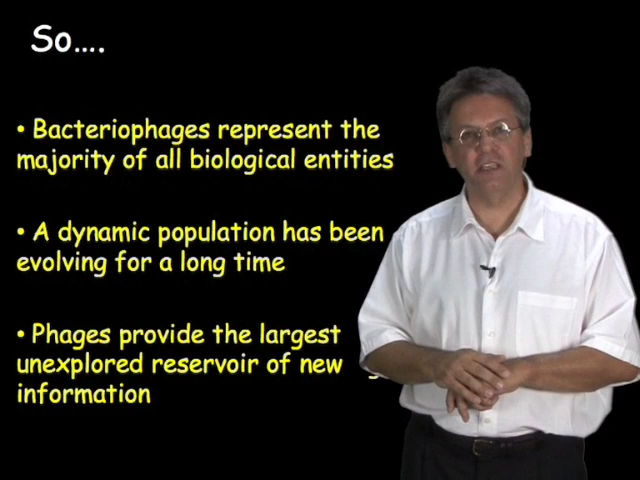 So....
• Bacteriophages represent the
majority of all biological entities
• A dynamic population has been
evolving for a long time
• Phages provide the largest
unexplored reservoir of new
information